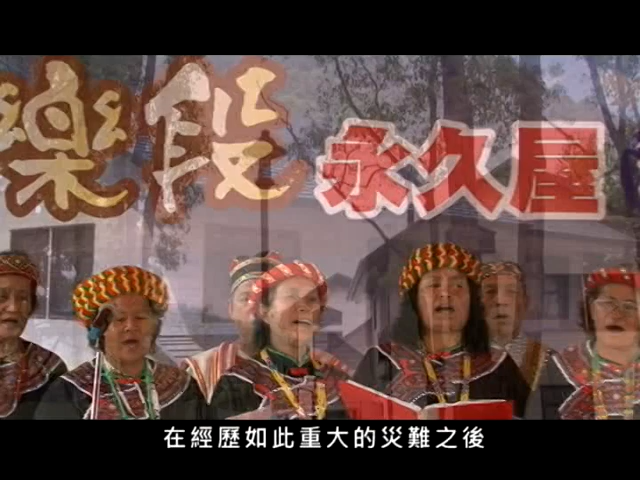 樂段 永久屋
在經歷如此重大的災難之後